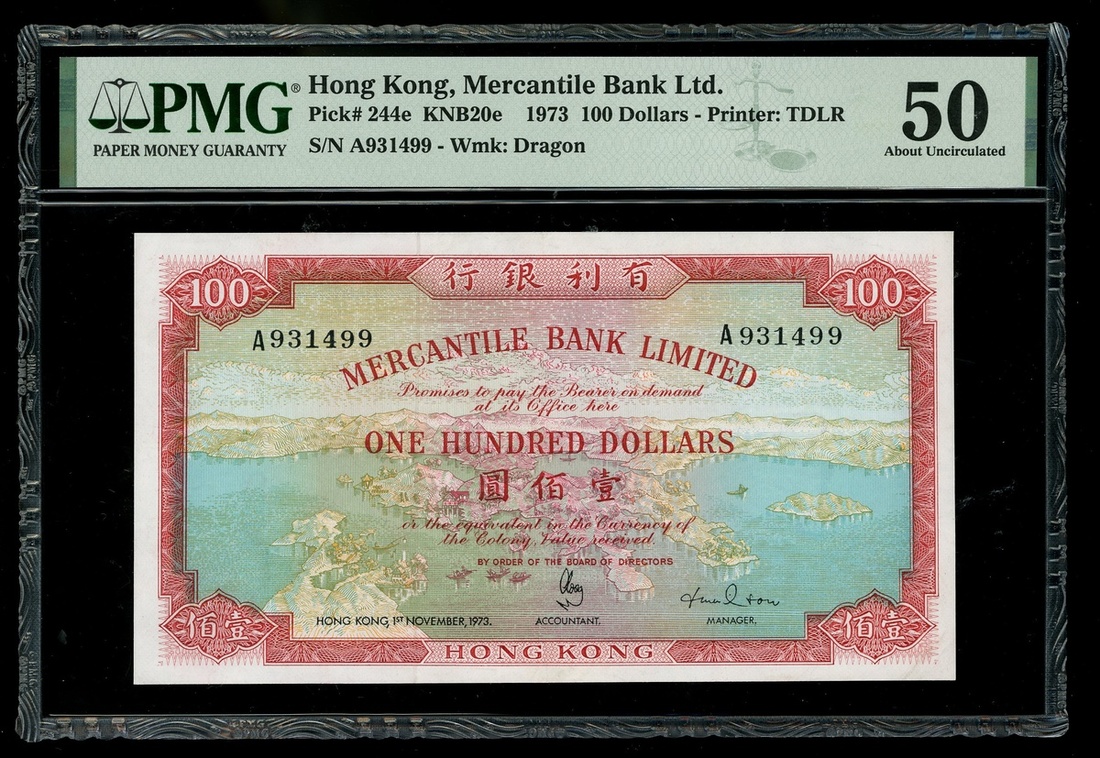 PMG®
PAPER MONEY GUARANTY
Hong Kong, Mercantile Bank Ltd.
Pick# 244e KNB20e 1973 100 Dollars - Printer: TDLR
S/N A931499 - Wmk: Dragon
50
About Uncirculated
100
行銀利有
100
A931499
A931499
MERCANTILE BANK LIMITED
Promises to pay the Bearer on demand
at its Office here
ONE HUNDRED DOLLARS
圓佰壹
or the equivalent in the Currency of
the Colony, Value received.
BY ORDER OF THE BOARD OF DIRECTORS
HONG KONG, 1ST NOVEMBER, 1973.
ACCOUNTANT.
MANAGER.
佰壹
HONG KONG
佰壹